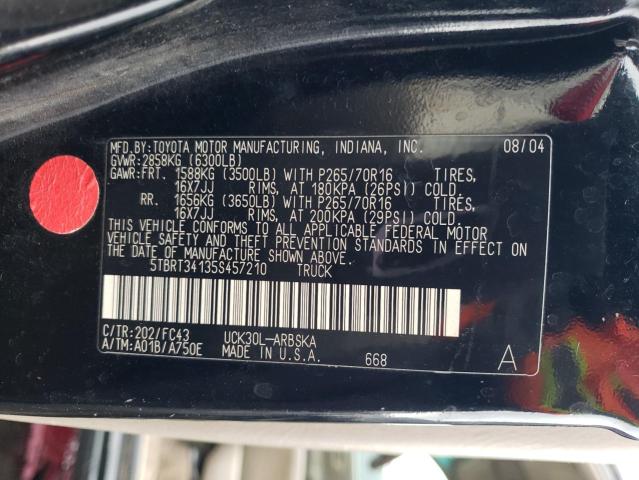 MFD.BY:TOYOTA MOTOR MANUFACTURING, INDIANA, INC. 08/04
GVWR:2858KG (6300LB)
GAWR:FRT. 1588KG (3500LB) WITH P265/70R16 TIRES,
16X7JJ RIMS, AT 180KPA (26PSI) COLD.
RR. 1656KG (3650LB) WITH P265/70R16 TIRES,
16X7JJ RIMS, AT 200KPA (29PSI) COLD.
THIS VEHICLE CONFORMS TO ALL APPLICABLE FEDERAL MOTOR
VEHICLE SAFETY AND THEFT PREVENTION STANDARDS IN EFFECT ON
THE DATE OF MANUFACTURE SHOWN ABOVE.
5TBRT34135S457210 TRUCK
C/TR:202/FC43 UCK30L-ARBSKA
A/TM:A01B/A750E MADE IN U.S.A. 668 A